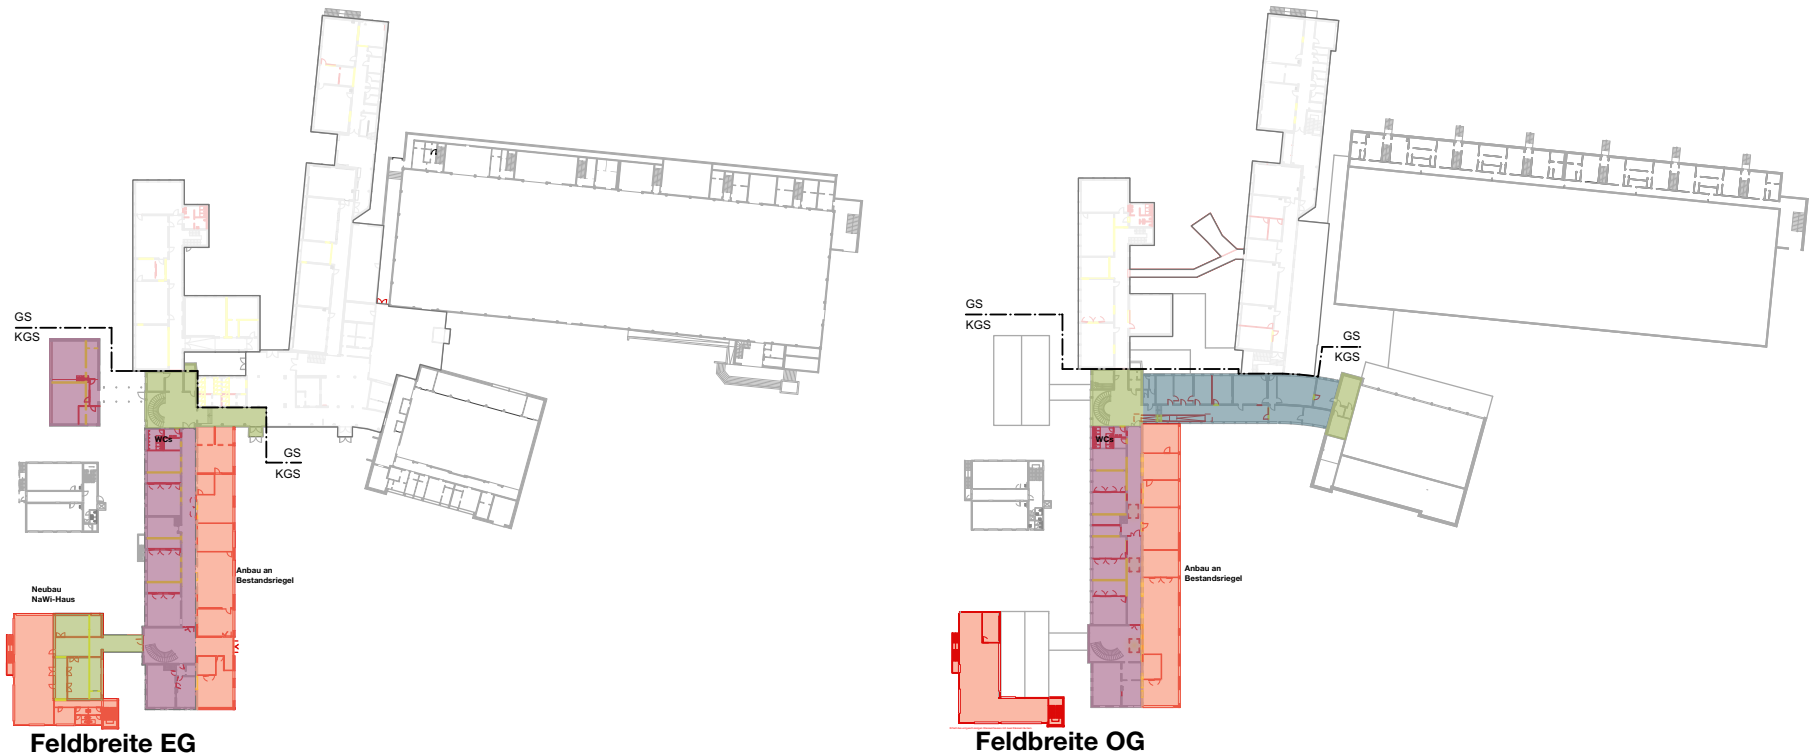 GS
KGS
WCs
GS
KGS
Anbau an
Bestandsriegel
Neubau
NaWi-Haus
Feldbreite EG
GS
KGS
GS
KGS
WCs
Anbau an
Bestandsriegel
Feldbreite OG